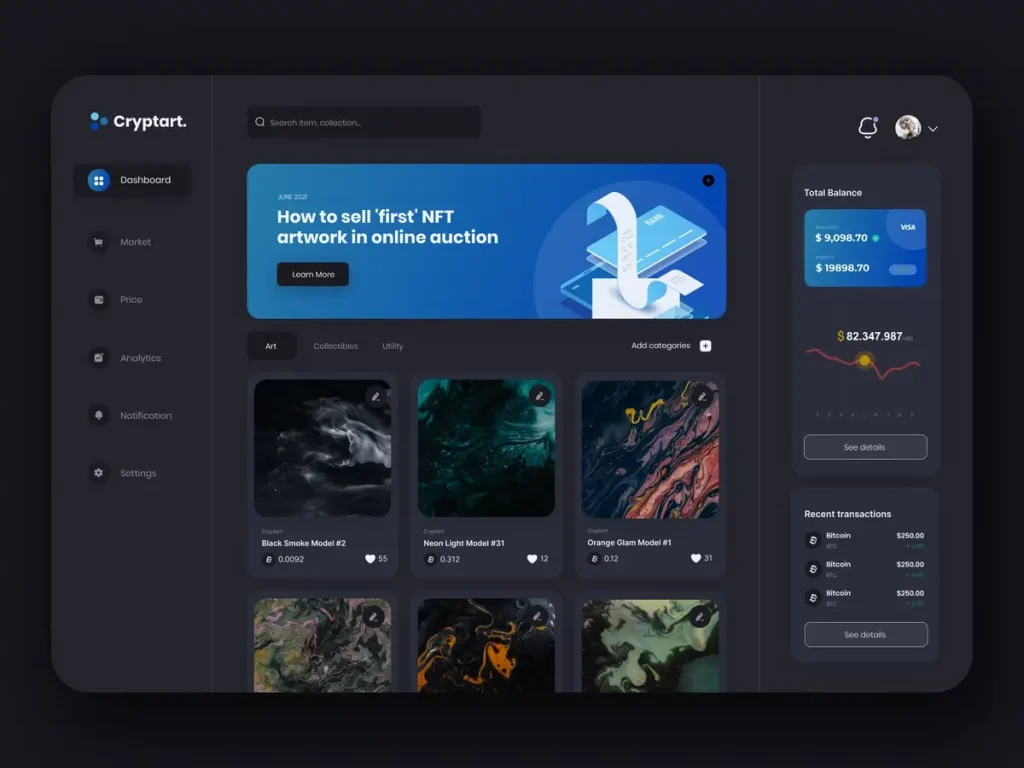 Cryptart.
Dashboard
Market
Price
Analytics
Notification
Settings
Search item, collection...
JUNE 2021
How to sell 'first' NFT
artwork in online auction
Learn More
BANK
Art
Collectibles
Utility
Add categories
Cryptart
Black Smoke Model #2
0.0092
55
Cryptart
Neon Light Model #31
0.312
12
Cryptart
Orange Glam Model #1
0.12
31
Total Balance
BALANCE
$ 9,098.70
VISA
$ 19898.70
$ 82.347.987 USD
See details
Recent transactions
Bitcoin $250.00
BTC
Bitcoin $250.00
BTC
Bitcoin $250.00
BTC
See details